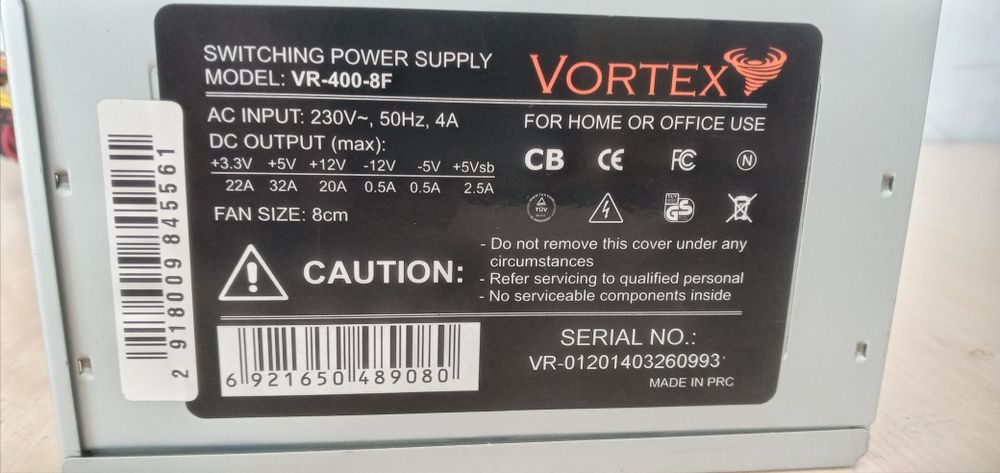 SWITCHING POWER SUPPLY
MODEL: VR-400-8F
VORTEX
AC INPUT: 230V~, 50Hz, 4A
DC OUTPUT (max):
+3.3V +5V +12V -12V -5V +5Vsb
22A 32A 20A 0.5A 0.5A 2.5A
FAN SIZE: 8cm
FOR HOME OR OFFICE USE
CB CE FC N
TÜV GS
CAUTION:
- Do not remove this cover under any
circumstances
- Refer servicing to qualified personal
- No serviceable components inside
6 921650 489080
SERIAL NO.:
VR-01201403260993
MADE IN PRC
2 918009 845561